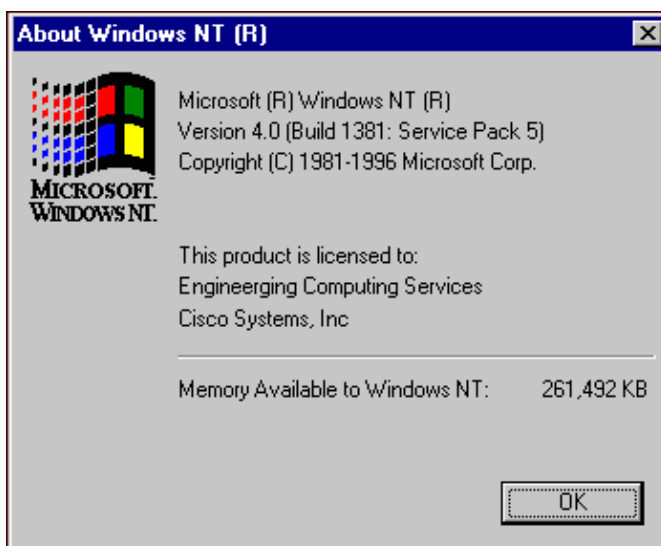 About Windows NT (R)
MICROSOFT.
WINDOWS NT.
Microsoft (R) Windows NT (R)
Version 4.0 (Build 1381: Service Pack 5)
Copyright (C) 1981-1996 Microsoft Corp.
This product is licensed to:
Engineerging Computing Services
Cisco Systems, Inc
Memory Available to Windows NT: 261,492 KB
OK